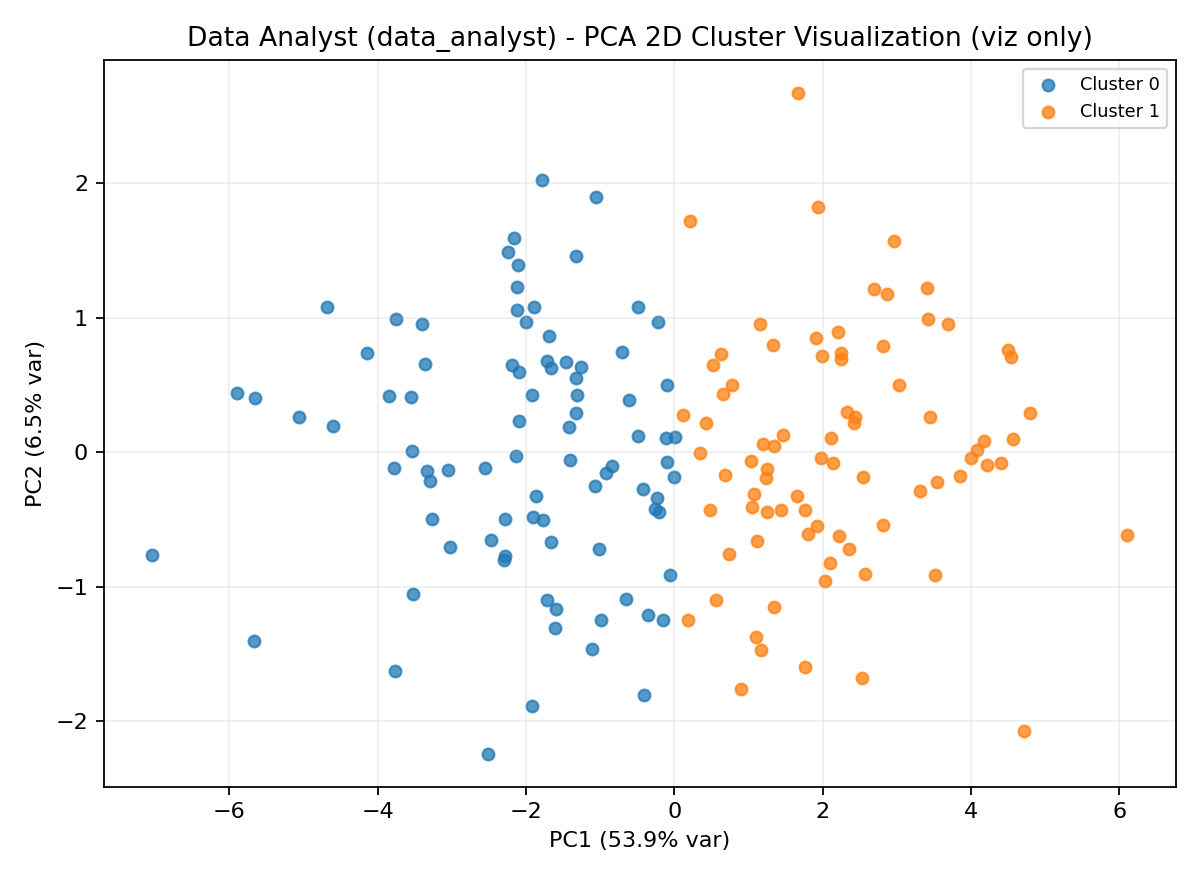 Data Analyst (data_analyst) - PCA 2D Cluster Visualization (viz only)
Cluster 0
Cluster 1
2
1
0
−1
−2
PC2 (6.5% var)
−6
−4
−2
0
2
4
6
PC1 (53.9% var)